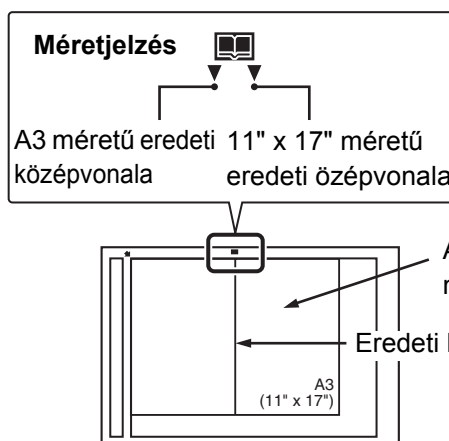 Méretjelzés
A3 méretű eredeti
középvonala
11" x 17" méretű
eredeti özépvonala
A
Eredeti
A3
(11" x 17")